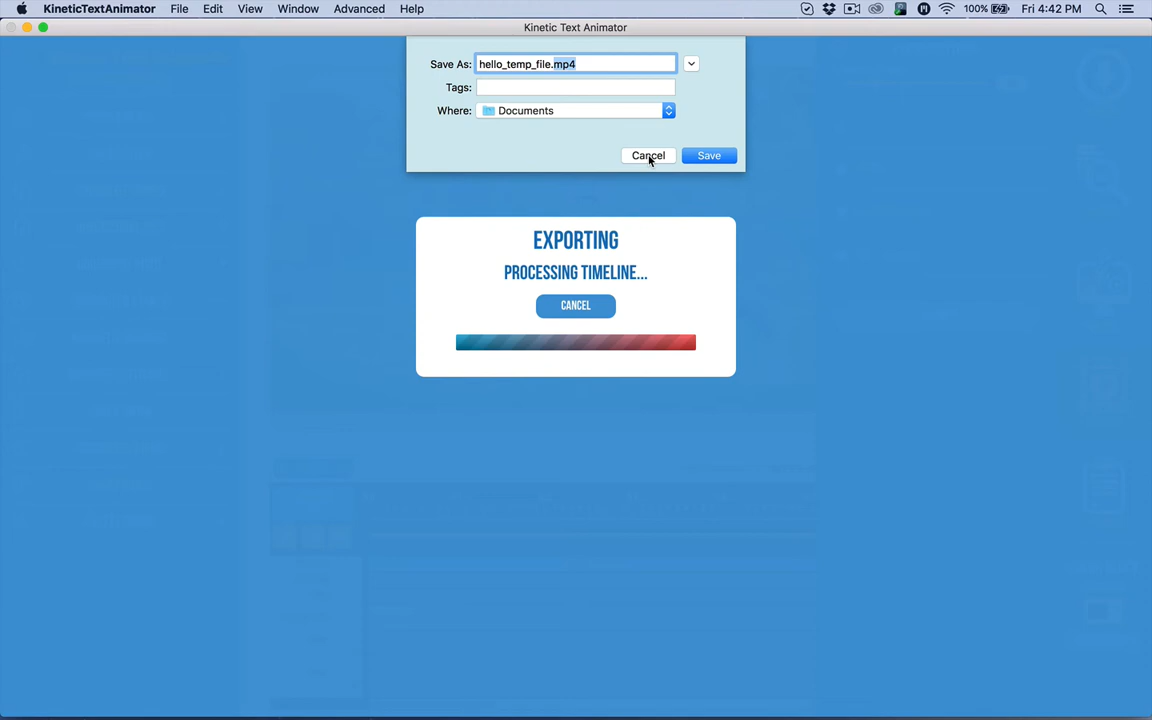 KineticTextAnimator File Edit View Window Advanced Help 100% Fri 4:42 PM
Kinetic Text Animator
Save As: hello_temp_file.mp4
Tags:
Where: Documents
Cancel Save
EXPORTING
PROCESSING TIMELINE...
CANCEL